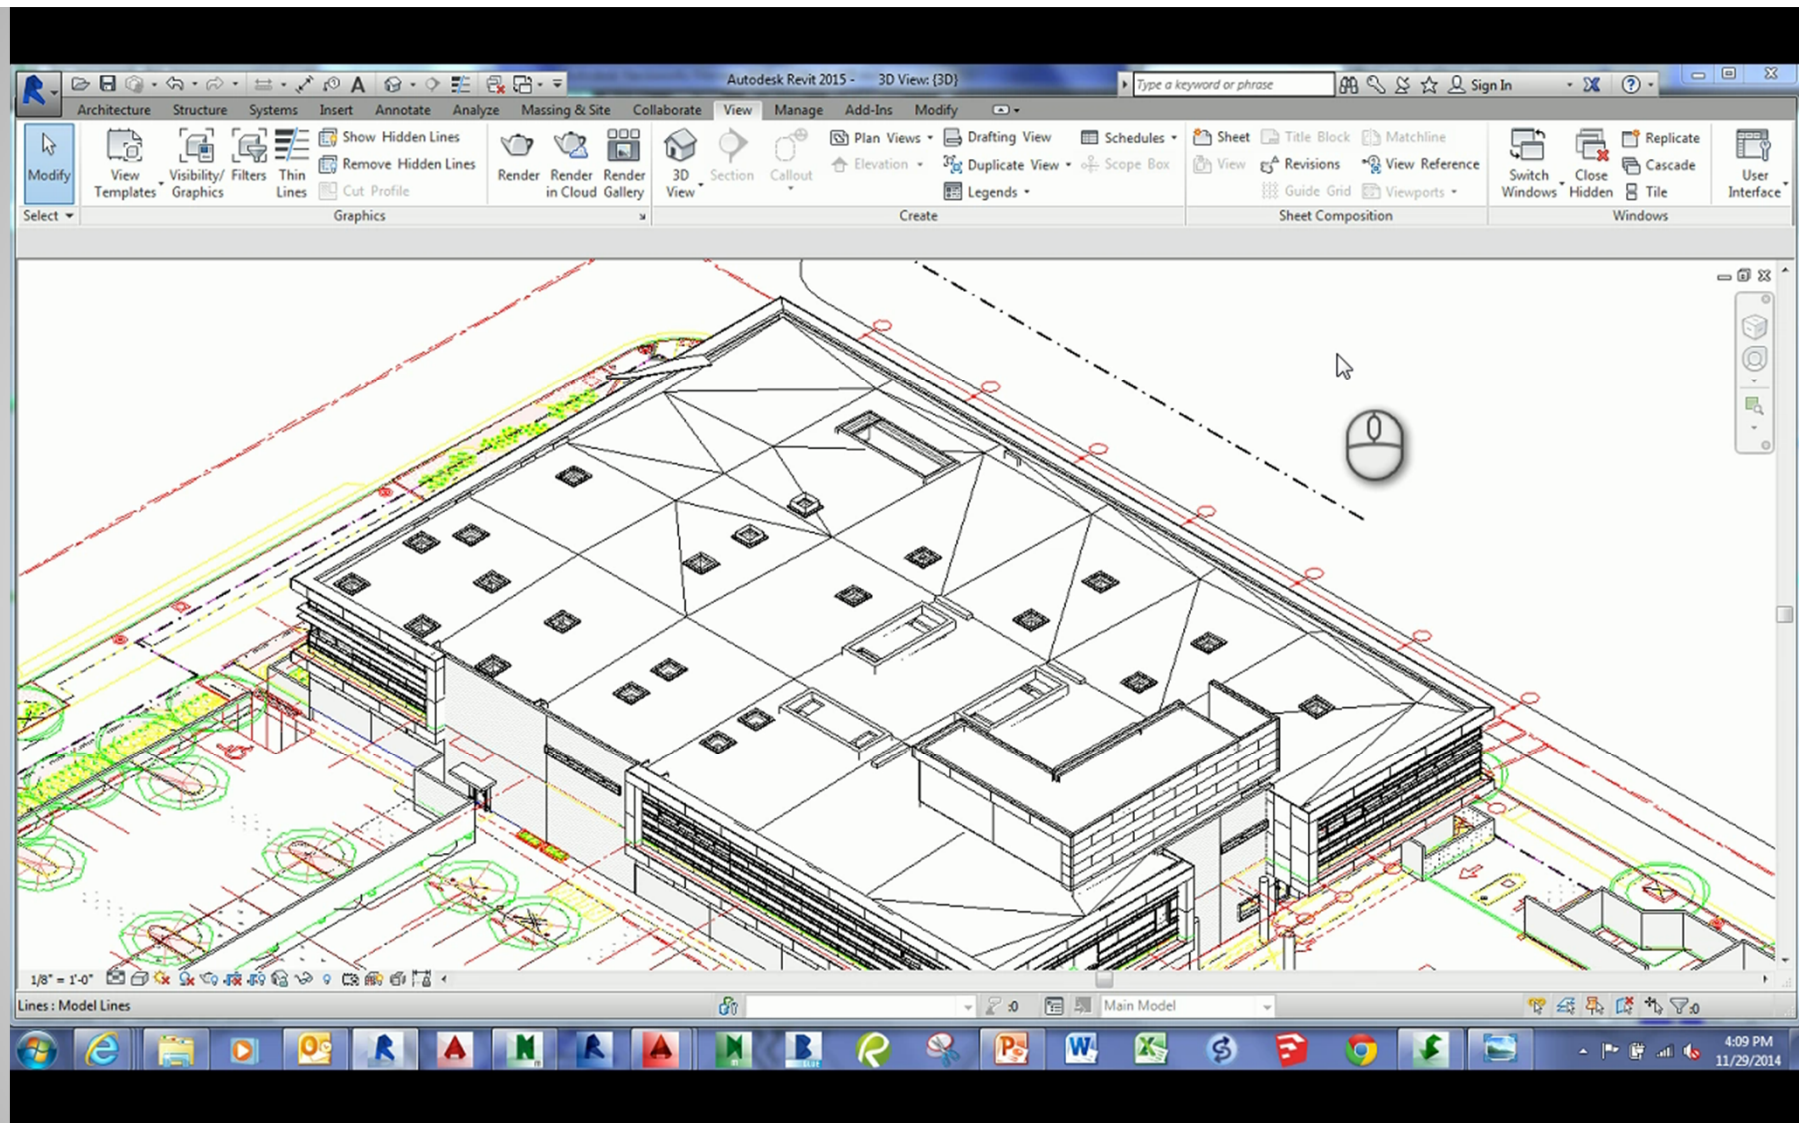 Autodesk Revit 2015 - 3D View: {3D}
Type a keyword or phrase
Sign In
Architecture Structure Systems Insert Annotate Analyze Massing & Site Collaborate View Manage Add-Ins Modify
Modify
View Templates
Visibility/ Graphics
Filters
Thin Lines
Show Hidden Lines
Remove Hidden Lines
Cut Profile
Render
Render in Cloud
Render Gallery
3D View
Section
Callout
Plan Views
Elevation
Drafting View
Duplicate View
Legends
Schedules
Scope Box
Sheet
View
Title Block
Revisions
Guide Grid
Matchline
View Reference
Viewports
Switch Windows
Close Hidden
Replicate
Cascade
Tile
User Interface
Select
Graphics
Create
Sheet Composition
Windows
1/8" = 1'-0"
Lines : Model Lines
:0
Main Model
:0
4:09 PM
11/29/2014